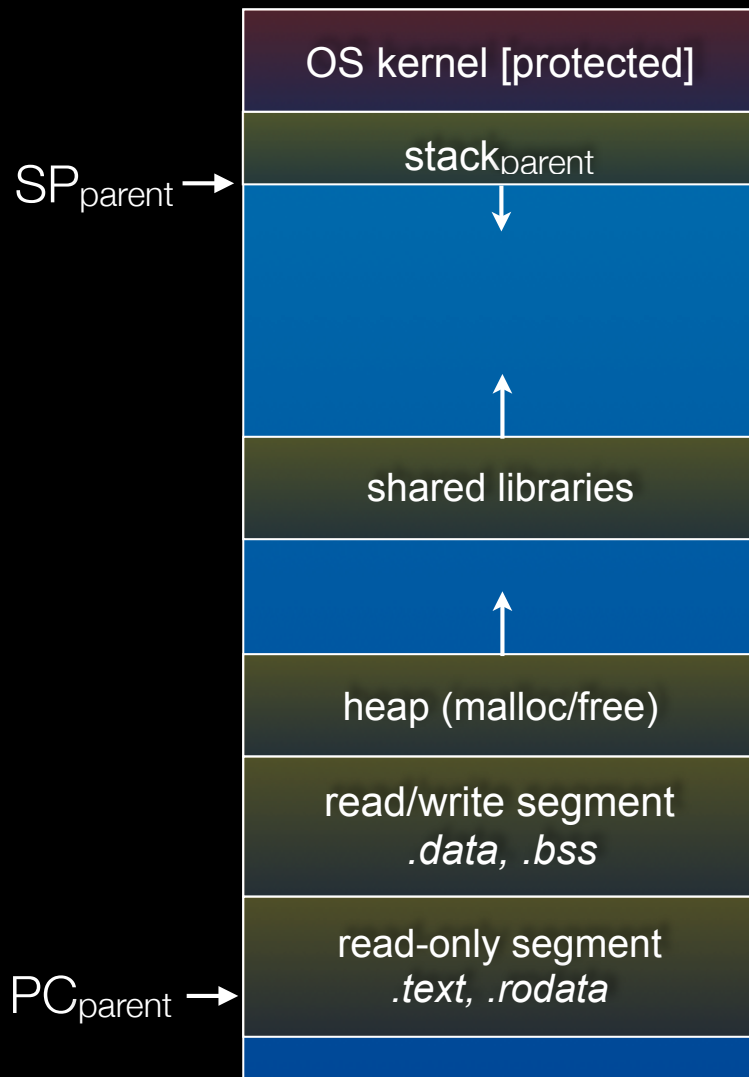 OS kernel [protected]
stackparent
SPparent
shared libraries
heap (malloc/free)
read/write segment
.data, .bss
read-only segment
.text, .rodata
PCparent